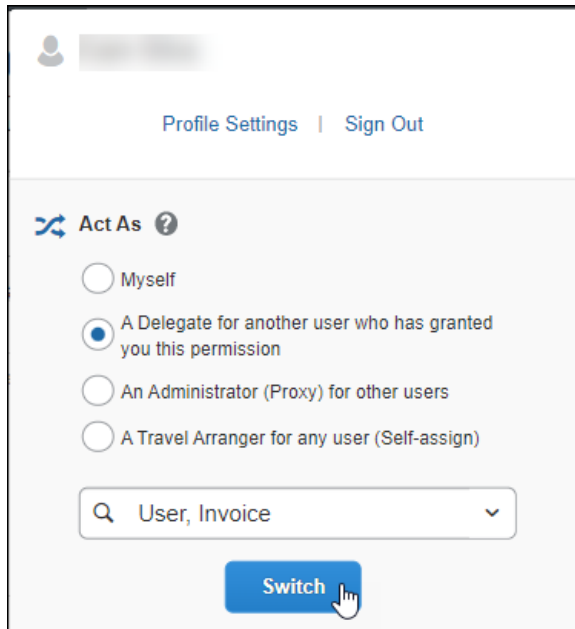 Profile Settings | Sign Out
Act As ?
Myself
A Delegate for another user who has granted
you this permission
An Administrator (Proxy) for other users
A Travel Arranger for any user (Self-assign)
User, Invoice
Switch